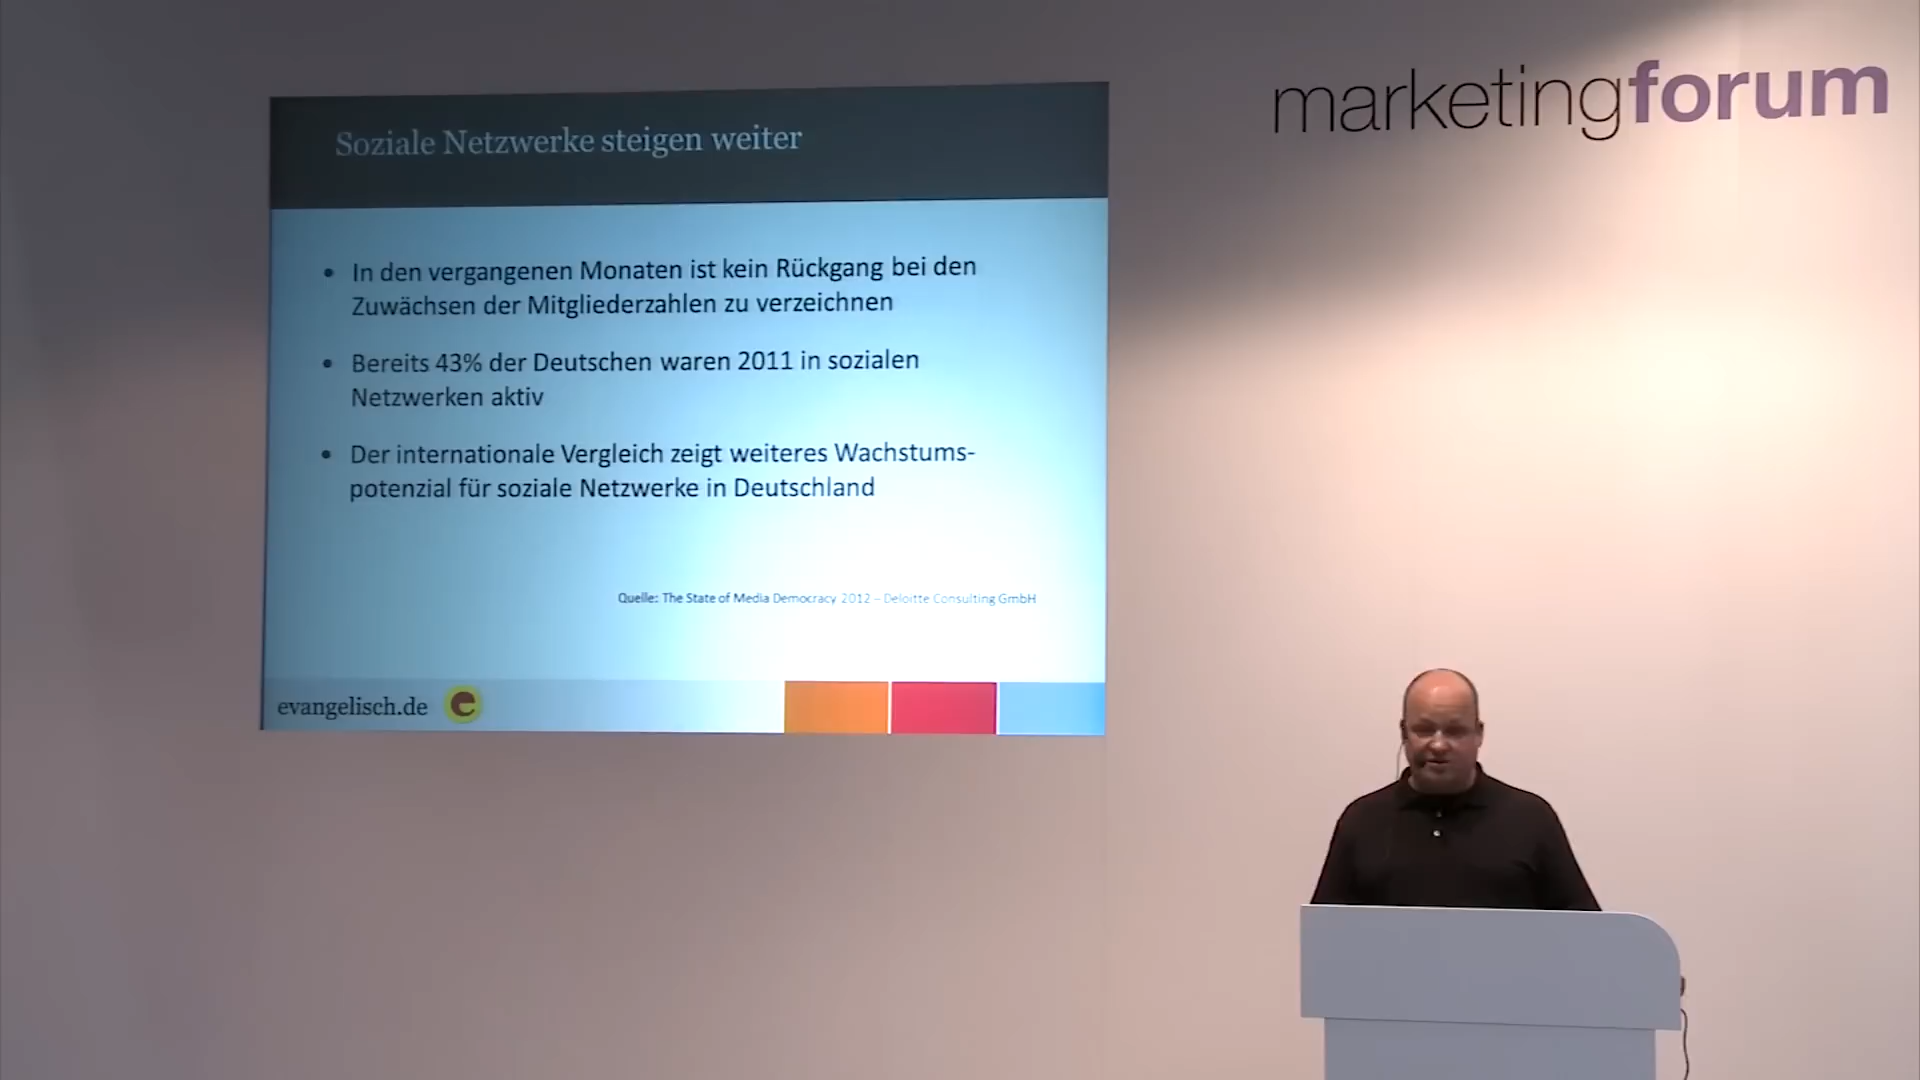 marketingforum
Soziale Netzwerke steigen weiter
• In den vergangenen Monaten ist kein Rückgang bei den
Zuwächsen der Mitgliederzahlen zu verzeichnen
• Bereits 43% der Deutschen waren 2011 in sozialen
Netzwerken aktiv
• Der internationale Vergleich zeigt weiteres Wachstums-
potenzial für soziale Netzwerke in Deutschland
Quelle: The State of Media Democracy 2012 – Deloitte Consulting GmbH
evangelisch.de e